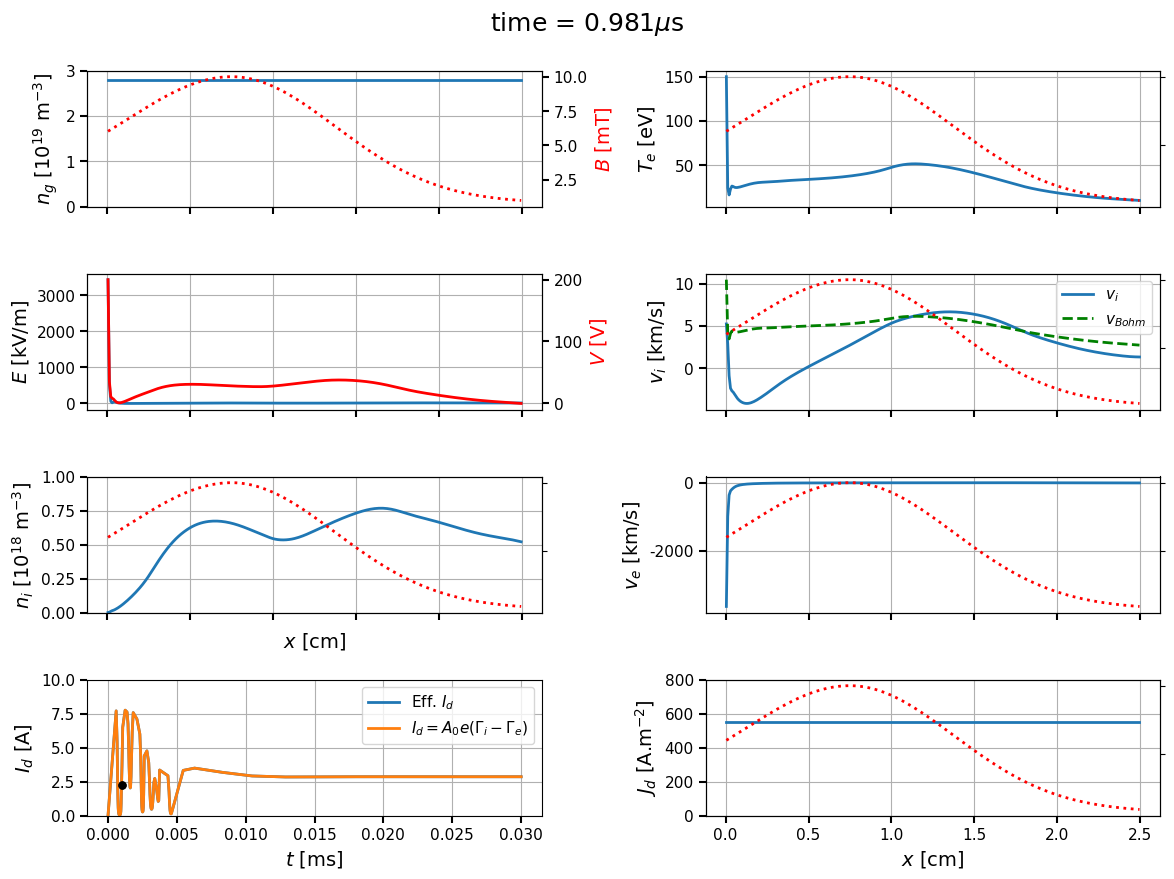 time = 0.981μs
n_g [10^19 m^−3]
3
2
1
0
10.0
7.5
5.0
2.5
B [mT]
T_e [eV]
150
100
50
E [kV/m]
3000
2000
1000
0
200
100
0
V [V]
v_i [km/s]
10
5
0
v_i
v_Bohm
n_i [10^18 m^−3]
1.00
0.75
0.50
0.25
0.00
x [cm]
v_e [km/s]
0
-2000
I_d [A]
10.0
7.5
5.0
2.5
0.0
Eff. I_d
I_d = A_0e(Γ_i − Γ_e)
0.000 0.005 0.010 0.015 0.020 0.025 0.030
t [ms]
J_d [A.m^−2]
800
600
400
200
0
0.0 0.5 1.0 1.5 2.0 2.5
x [cm]